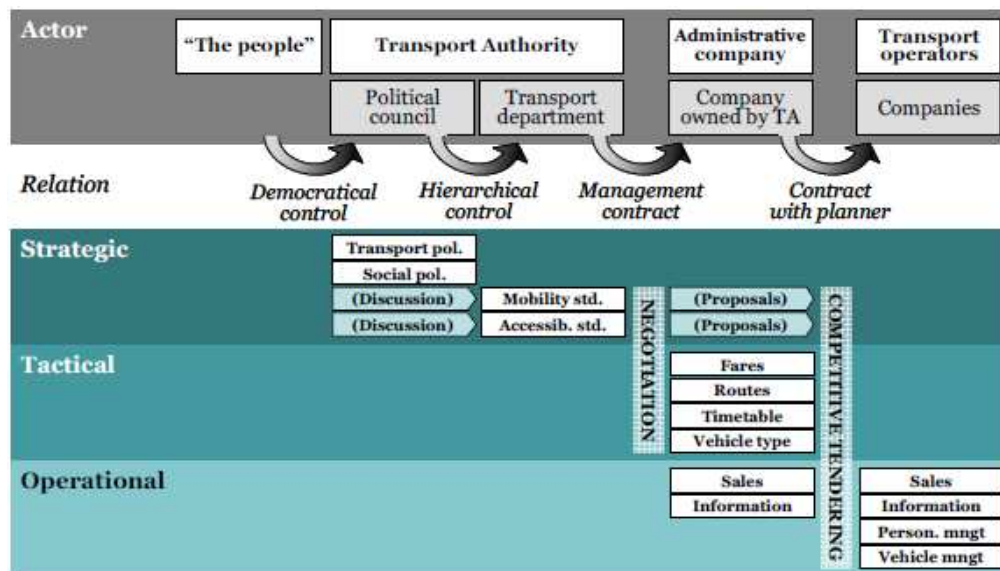 Actor
“The people”
Transport Authority
Administrative
company
Transport
operators
Political
council
Transport
department
Company
owned by TA
Companies
Relation
Democratical
control
Hierarchical
control
Management
contract
Contract
with planner
Strategic
Transport pol.
Social pol.
(Discussion)
Mobility std.
(Proposals)
(Discussion)
Accessib. std.
(Proposals)
NEGOTIATION
COMPETITIVE TENDERING
Tactical
Fares
Routes
Timetable
Vehicle type
Operational
Sales
Information
Sales
Information
Person. mngt
Vehicle mngt